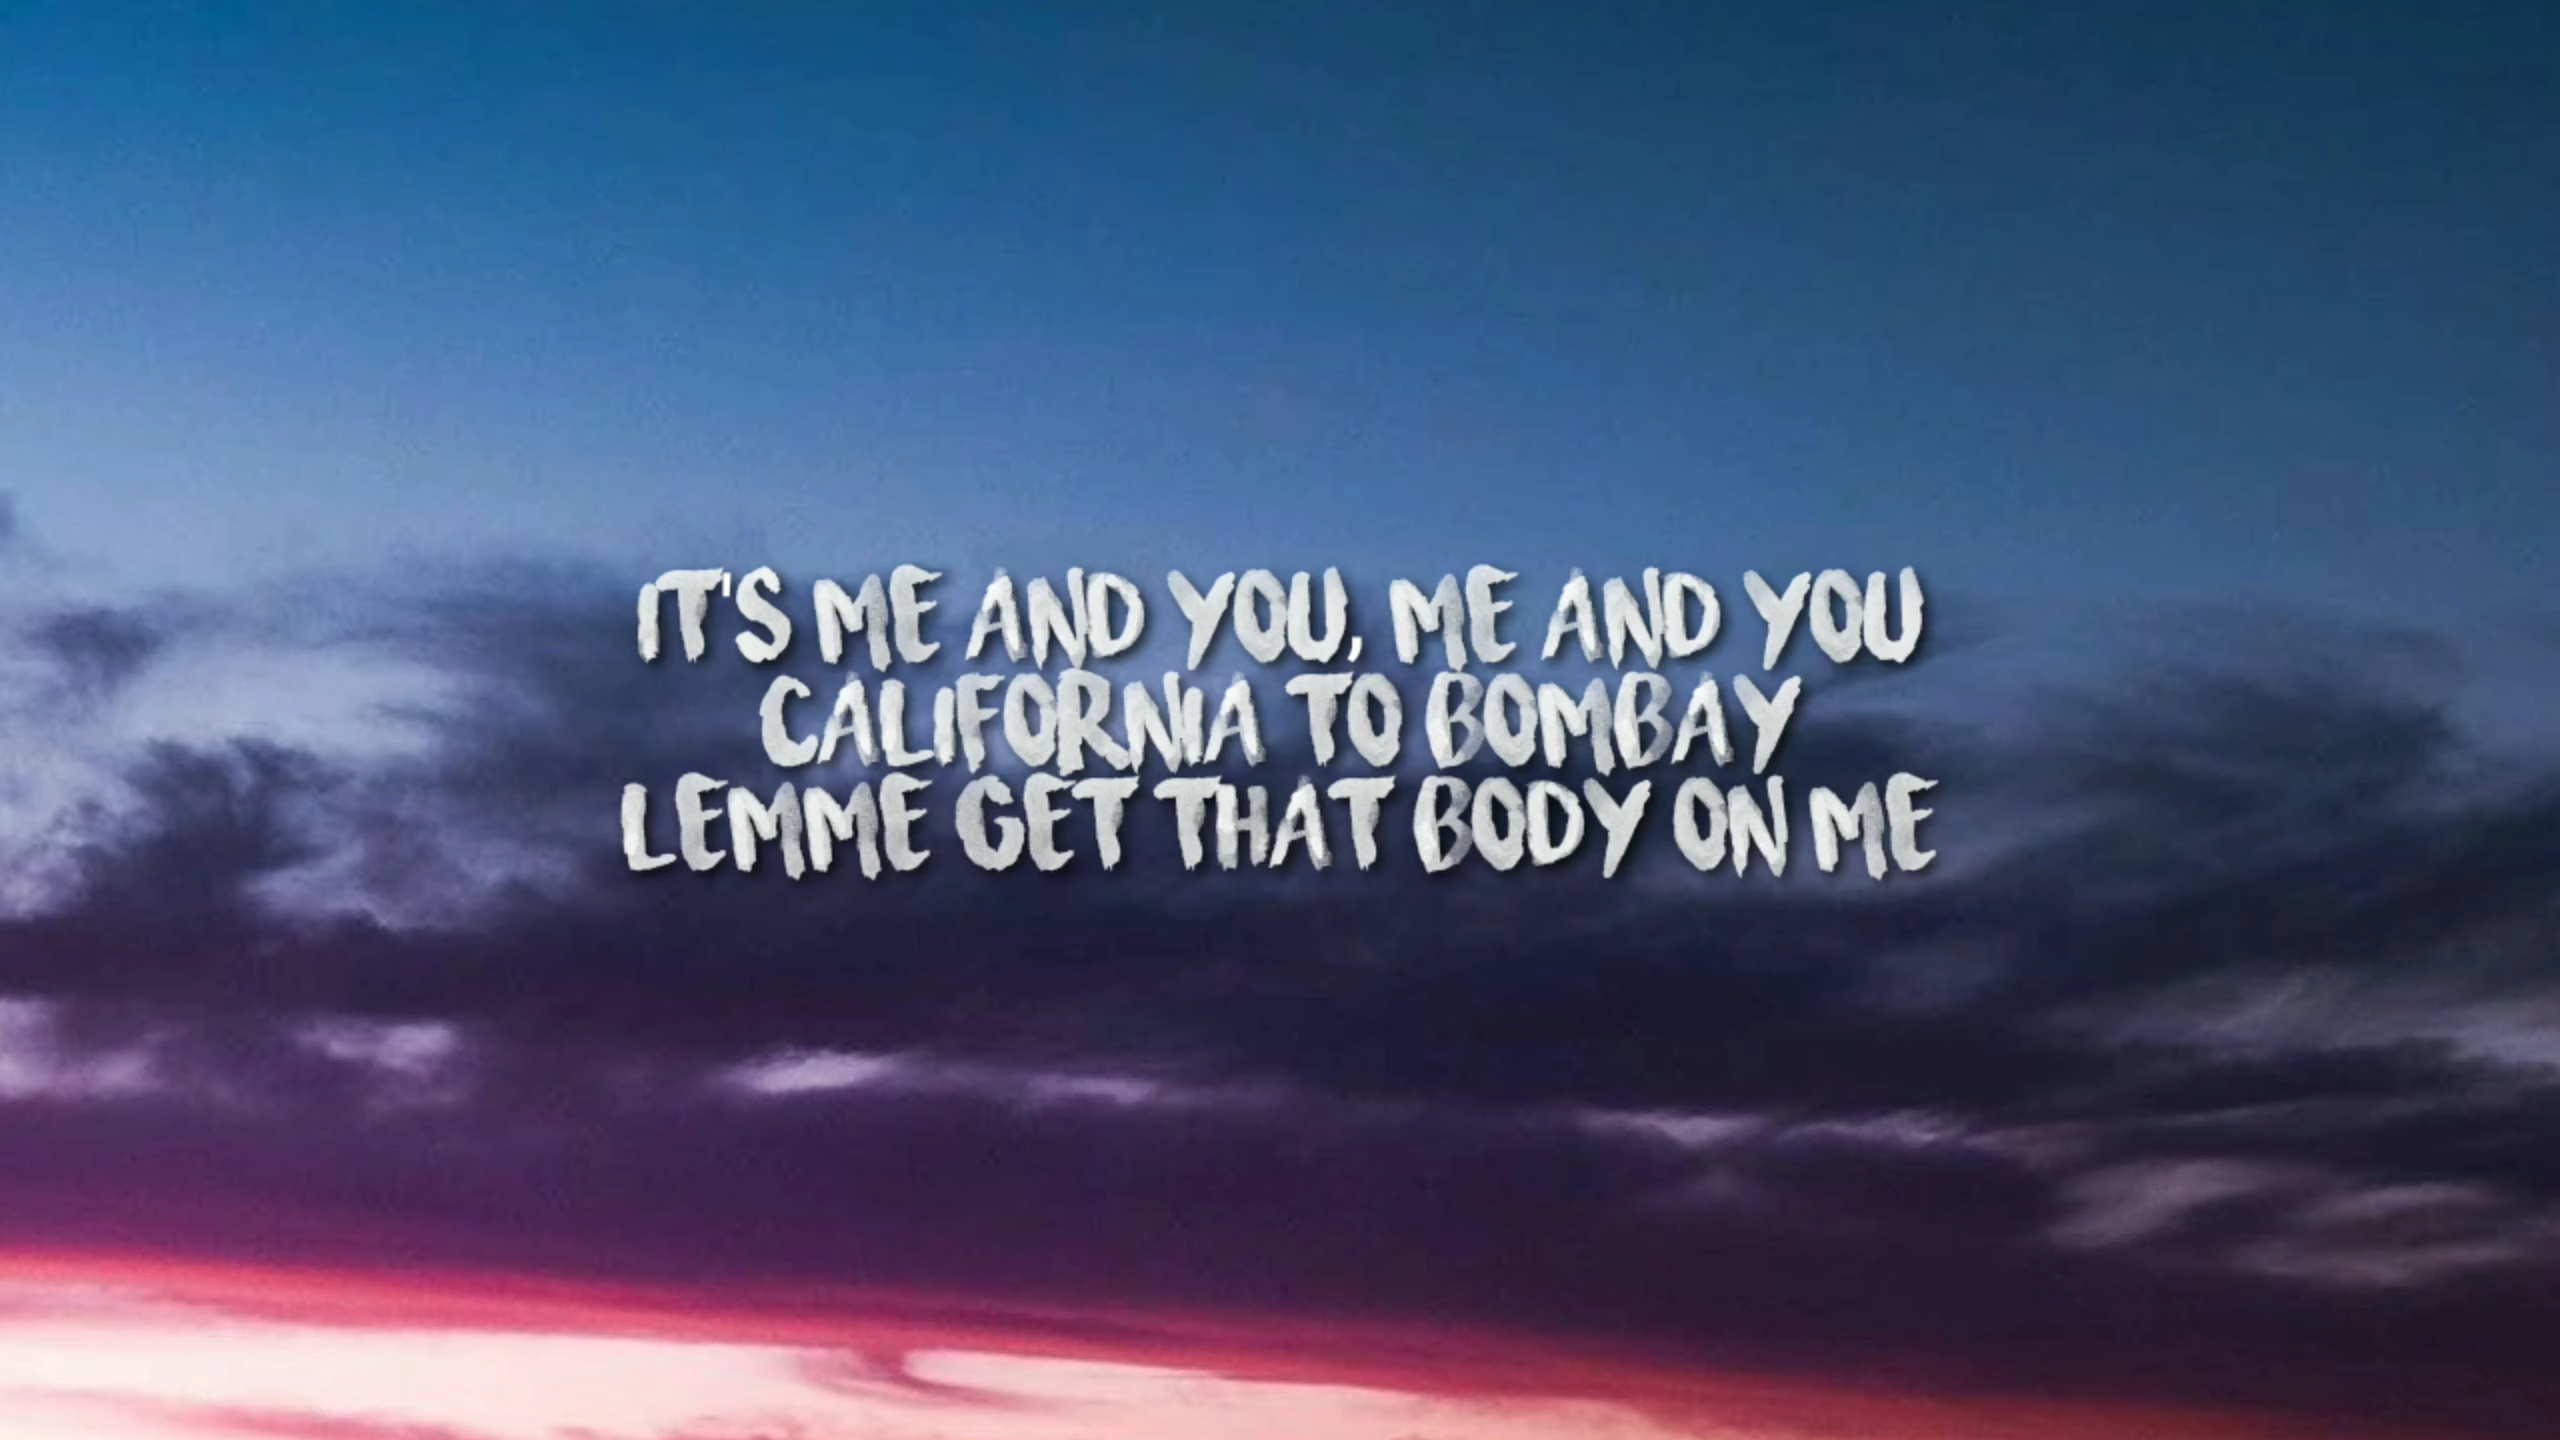 IT'S ME AND YOU, ME AND YOU
CALIFORNIA TO BOMBAY
LEMME GET THAT BODY ON ME